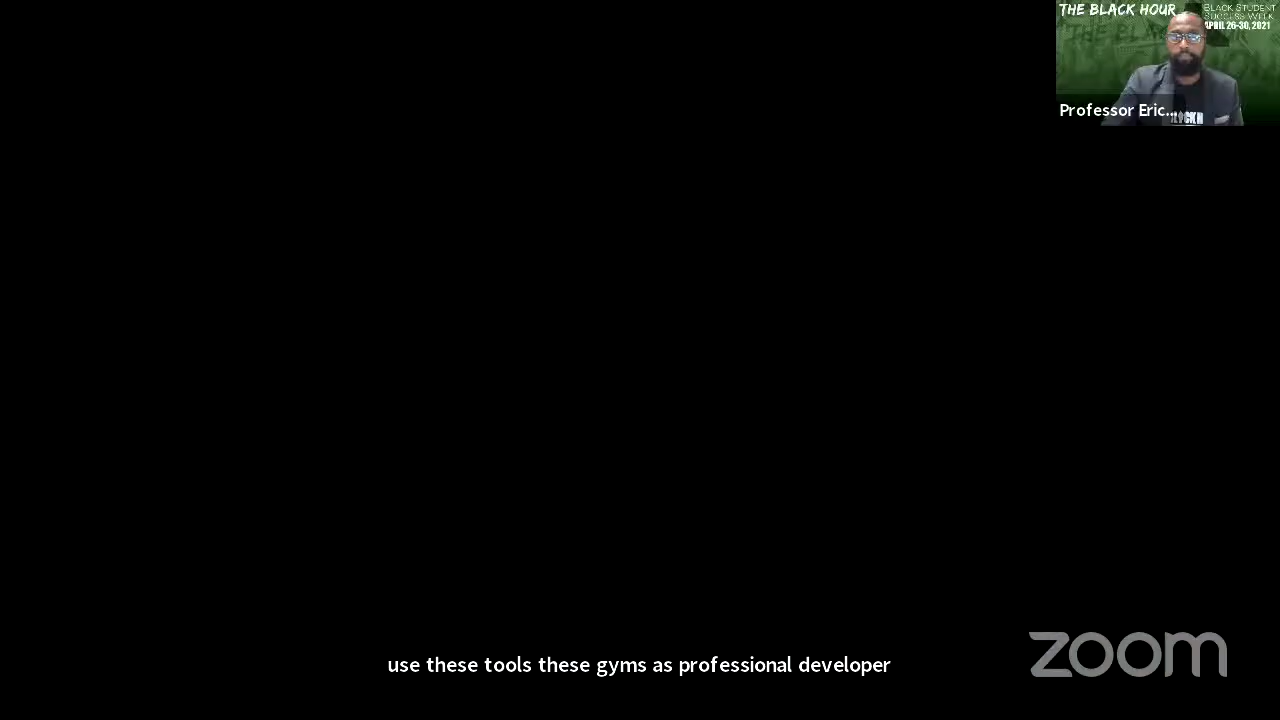 THE BLACK HOUR
BLACK STUDENT
SUCCESS WEEK
APRIL 26-30, 2021
Professor Eric...
use these tools these gyms as professional developer
zoom